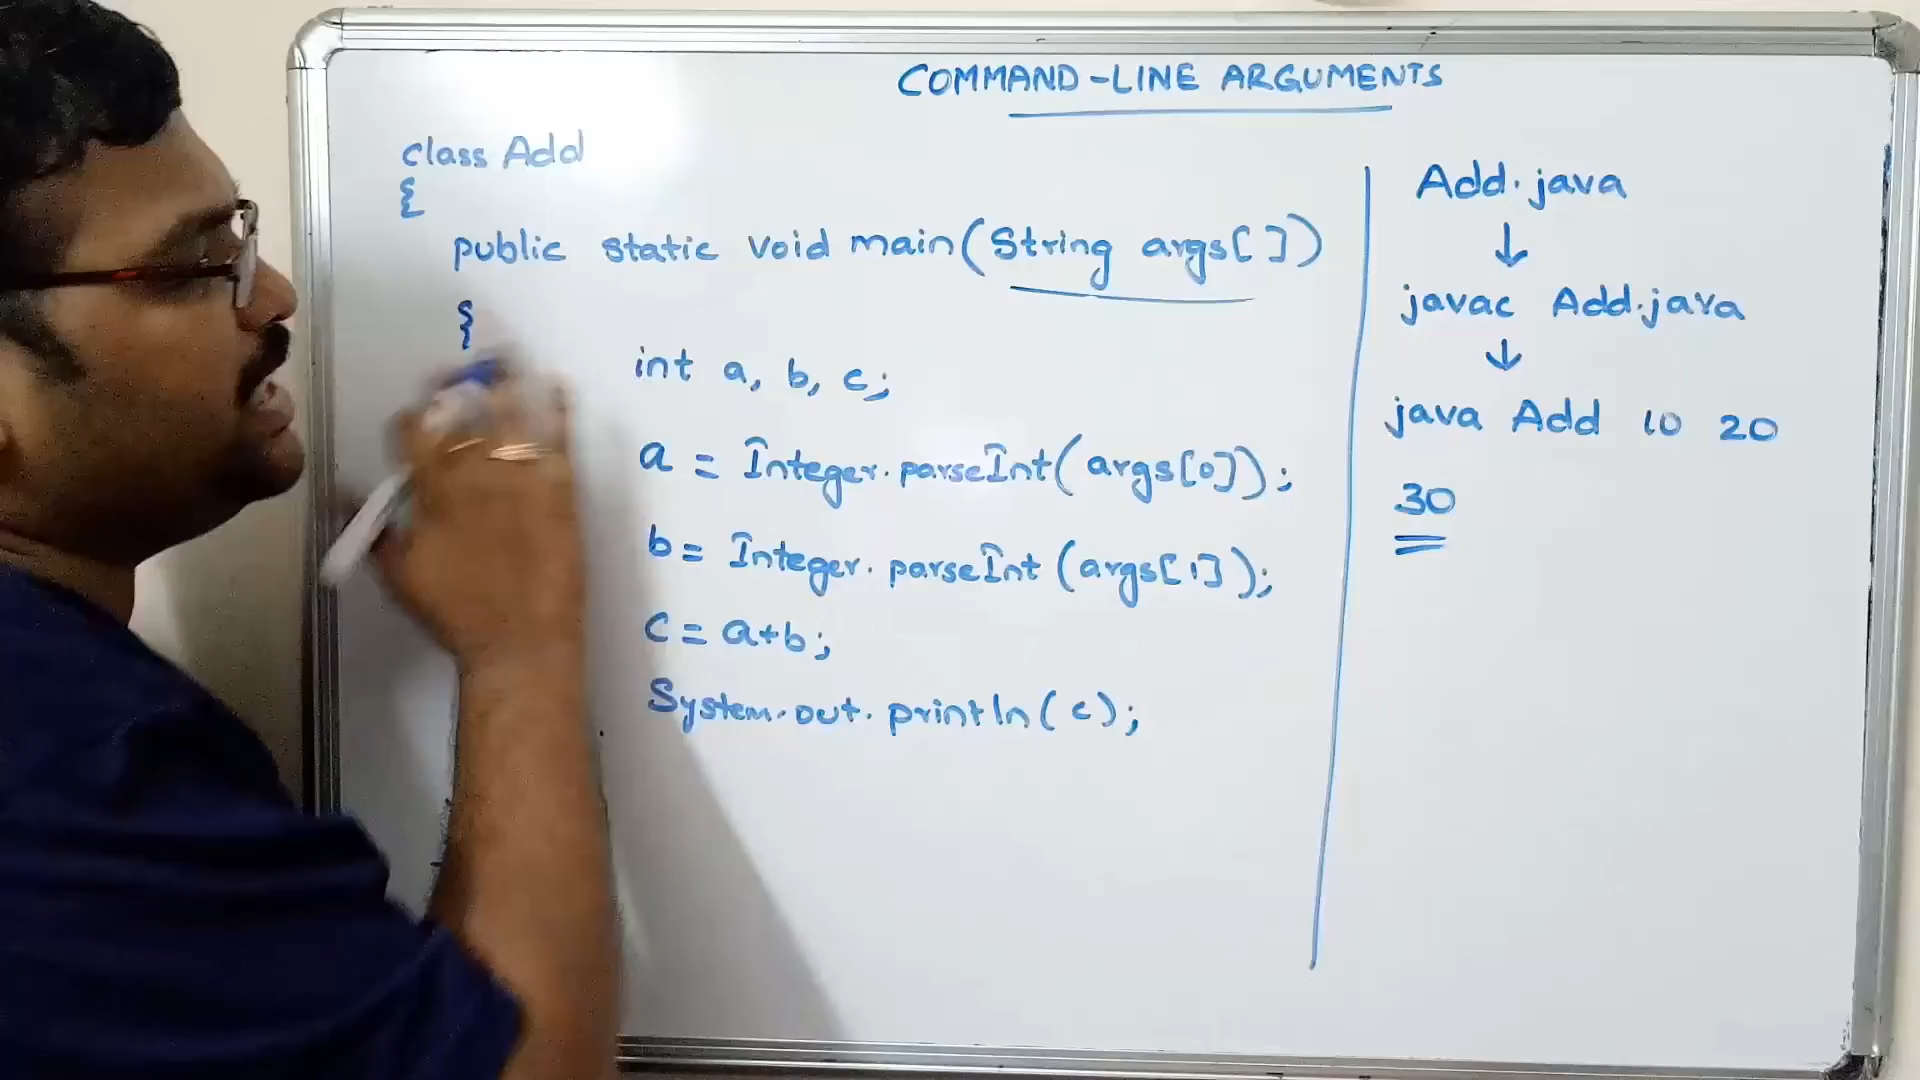 COMMAND-LINE ARGUMENTS
class Add
{
public static void main(String args[])
{
int a, b, c;
a = Integer.parseInt(args[0]);
b = Integer.parseInt(args[1]);
c = a+b;
System.out.println(c);
Add.java
↓
javac Add.java
↓
java Add 10 20
30